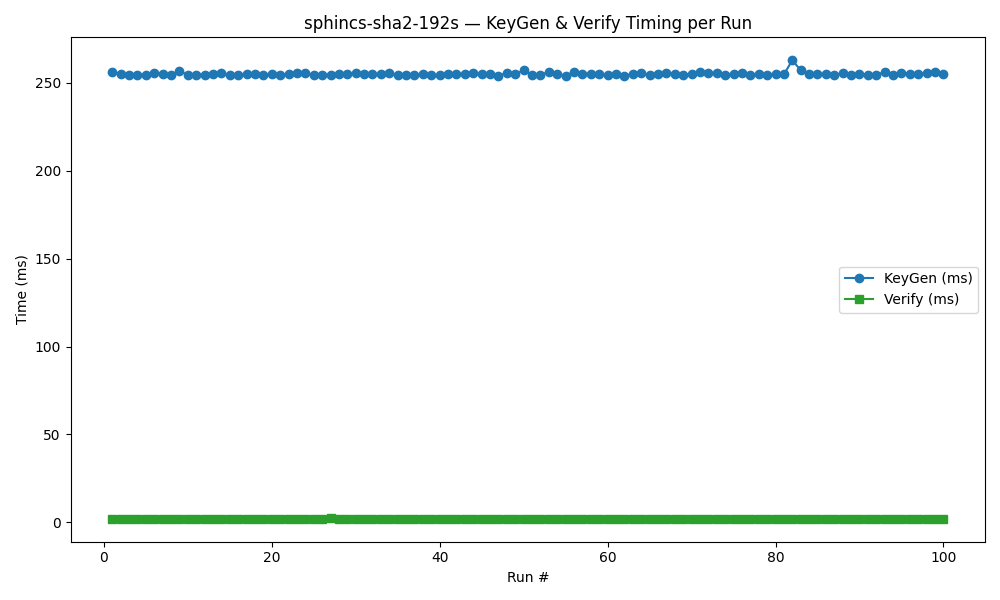 sphincs-sha2-192s — KeyGen & Verify Timing per Run
Time (ms)
250
200
150
100
50
0
KeyGen (ms)
Verify (ms)
0 20 40 60 80 100
Run #